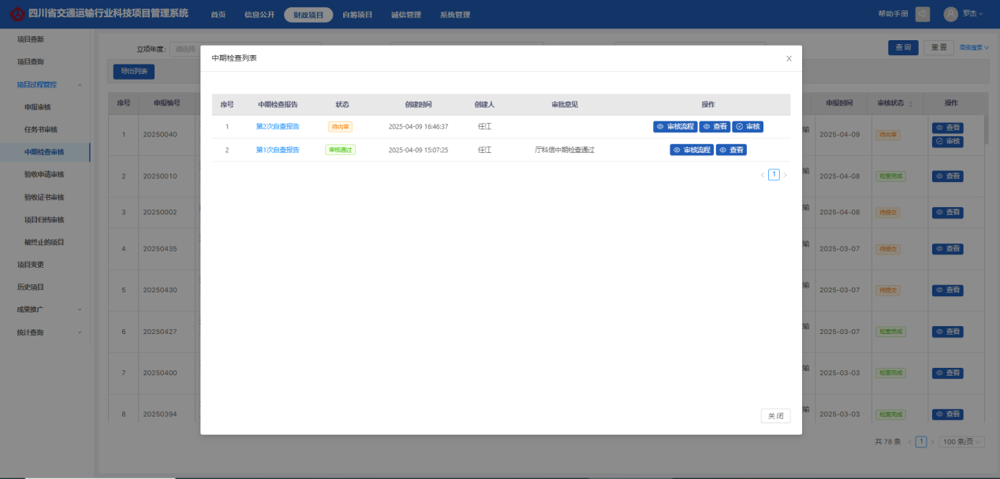 四川省交通运输行业科技项目管理系统 首页 信息公开 财政项目 自筹项目 诚信管理 系统管理 帮助手册 罗杰
项目查新
项目查询
项目过程管控
申报审核
任务书审核
中期检查审核
验收申请审核
验收证书审核
项目归档审核
被终止的项目
项目变更
历史项目
成果推广
统计查询
立项年度: 请选择 查询 重置 高级搜索
导出列表
序号 申报编号 申报时间 审核状态 操作
1 20250040 输 2025-04-09 待内审 查看 审核
2 20250010 输 2025-04-08 检查完成 查看
3 20250002 输 2025-04-08 待提交 查看
4 20250435 输 2025-03-07 待提交 查看
5 20250430 输 2025-03-07 待提交 查看
6 20250427 输 2025-03-07 检查完成 查看
7 20250400 输 2025-03-03 检查完成 查看
8 20250394 输 2025-03-03 检查完成 查看
共 78 条 1 100 条/页
中期检查列表
序号 中期检查报告 状态 创建时间 创建人 审批意见 操作
1 第2次自查报告 待内审 2025-04-09 16:46:37 任江 审核流程 查看 审核
2 第1次自查报告 审核通过 2025-04-09 15:07:25 任江 厅科信中期检查通过 审核流程 查看
1
关闭